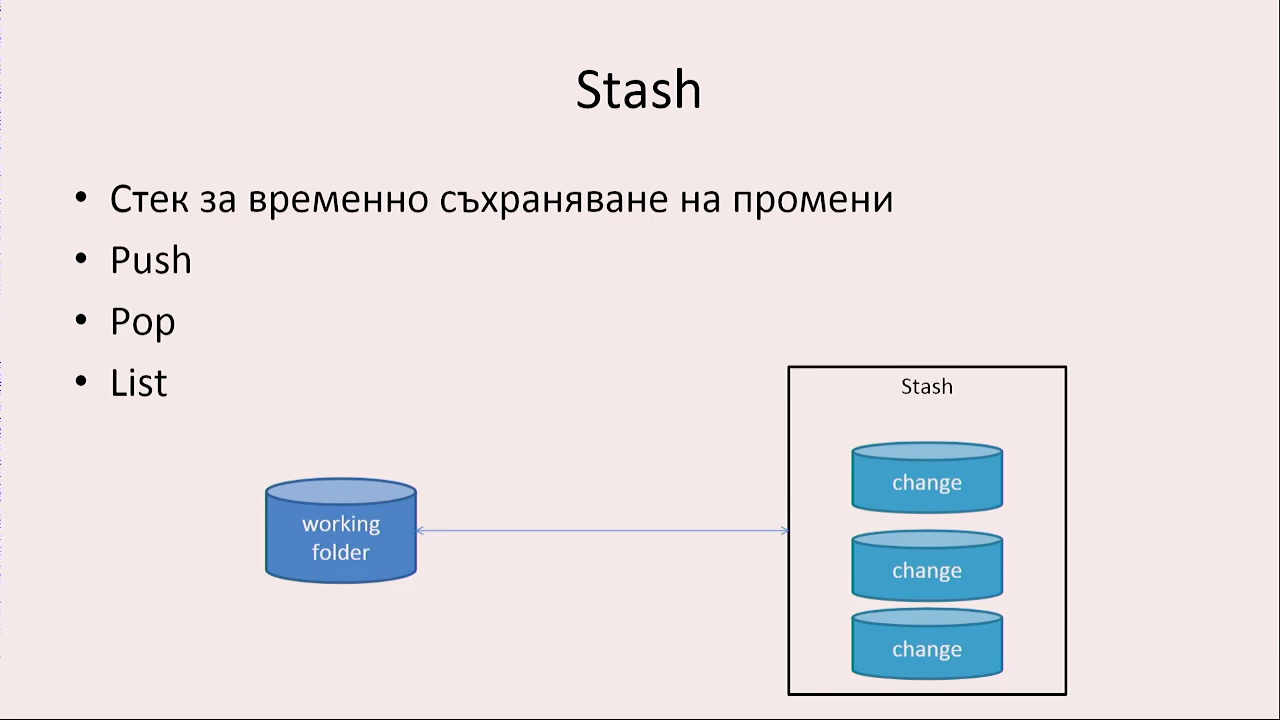 Stash
• Стек за временно съхраняване на промени
• Push
• Pop
• List
Stash
change
working
folder
change
change